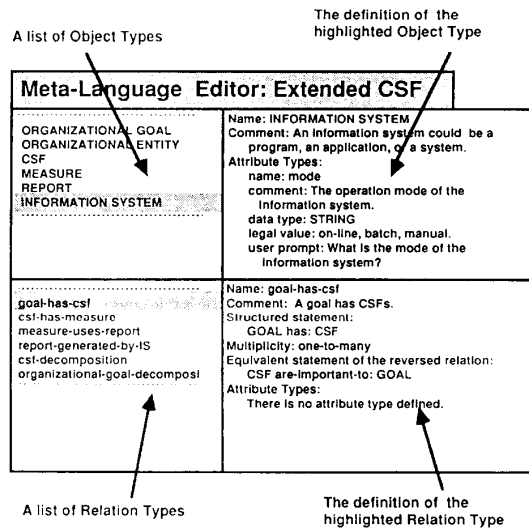 A list of Object Types
The definition of the
highlighted Object Type
Meta-Language Editor: Extended CSF
ORGANIZATIONAL GOAL
ORGANIZATIONAL ENTITY
CSF
MEASURE
REPORT
INFORMATION SYSTEM
Name: INFORMATION SYSTEM
Comment: An information system could be a
program, an application, or a system.
Attribute Types:
name: mode
comment: The operation mode of the
information system.
data type: STRING
legal value: on-line, batch, manual.
user prompt: What is the mode of the
information system?
goal-has-csf
csf-has-measure
measure-uses-report
report-generated-by-IS
csf-decomposition
organizational-goal-decomposi
Name: goal-has-csf
Comment: A goal has CSFs.
Structured statement:
GOAL has: CSF
Multiplicity: one-to-many
Equivalent statement of the reversed relation:
CSF are-important-to: GOAL
Attribute Types:
There is no attribute type defined.
A list of Relation Types
The definition of the
highlighted Relation Type